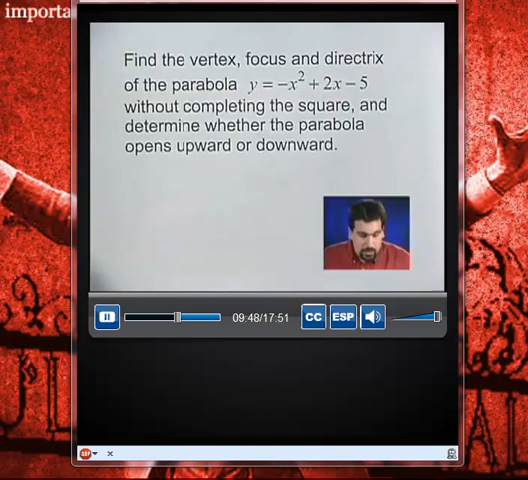 importa
Find the vertex, focus and directrix
of the parabola y = −x² + 2x − 5
without completing the square, and
determine whether the parabola
opens upward or downward.
09:48/17:51 CC ESP
ABP